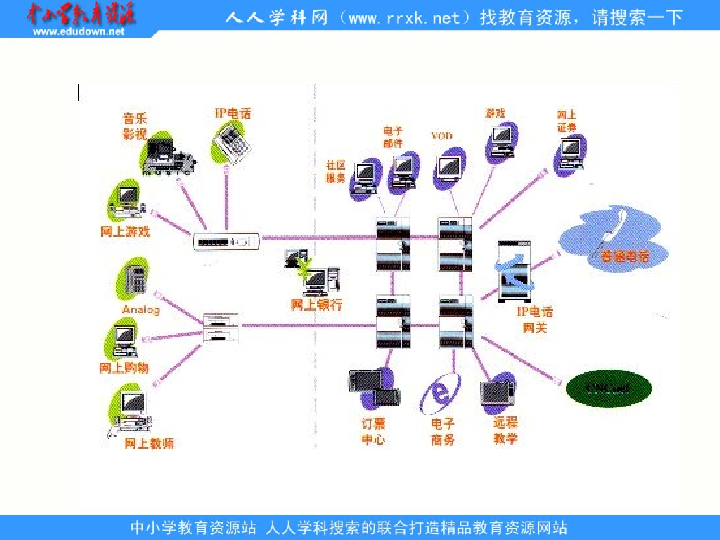 中小学教育资源
www.edudown.net
人人学科网（www.rrxk.net）找教育资源，请搜索一下
音乐
影视
IP电话
电子
邮件
VOD
游戏
网上
证券
社区
服务
网上游戏
普通电话
Analog
网上银行
IP电话
网关
网上购物
网上教师
订票
中心
电子
商务
远程
教学
中小学教育资源站 人人学科搜索的联合打造精品教育资源网站